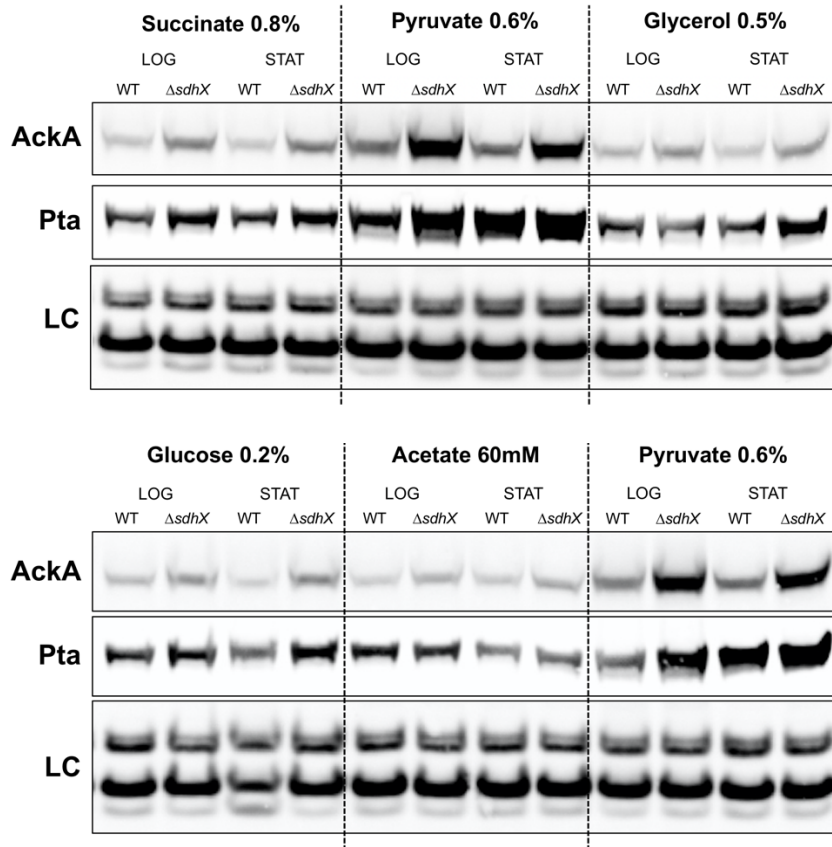 Succinate 0.8% Pyruvate 0.6% Glycerol 0.5%
LOG STAT LOG STAT LOG STAT
WT ΔsdhX WT ΔsdhX WT ΔsdhX WT ΔsdhX WT ΔsdhX WT ΔsdhX
AckA
Pta
LC
Glucose 0.2% Acetate 60mM Pyruvate 0.6%
LOG STAT LOG STAT LOG STAT
WT ΔsdhX WT ΔsdhX WT ΔsdhX WT ΔsdhX WT ΔsdhX WT ΔsdhX
AckA
Pta
LC